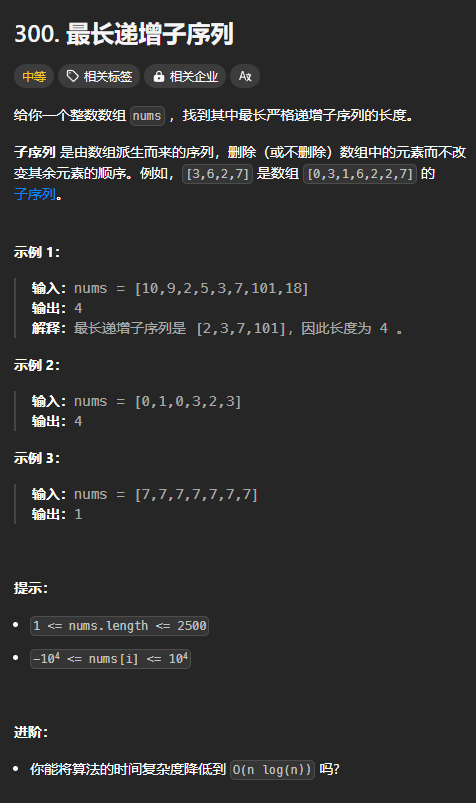 300. 最长递增子序列
中等 相关标签 相关企业 Aχ
给你一个整数数组 nums ，找到其中最长严格递增子序列的长度。
子序列 是由数组派生而来的序列，删除（或不删除）数组中的元素而不改
变其余元素的顺序。例如，[3,6,2,7] 是数组 [0,3,1,6,2,2,7] 的
子序列。
示例 1：
输入：nums = [10,9,2,5,3,7,101,18]
输出：4
解释：最长递增子序列是 [2,3,7,101]，因此长度为 4 。
示例 2：
输入：nums = [0,1,0,3,2,3]
输出：4
示例 3：
输入：nums = [7,7,7,7,7,7,7]
输出：1
提示：
• 1 <= nums.length <= 2500
• -10⁴ <= nums[i] <= 10⁴
进阶：
• 你能将算法的时间复杂度降低到 O(n log(n)) 吗?